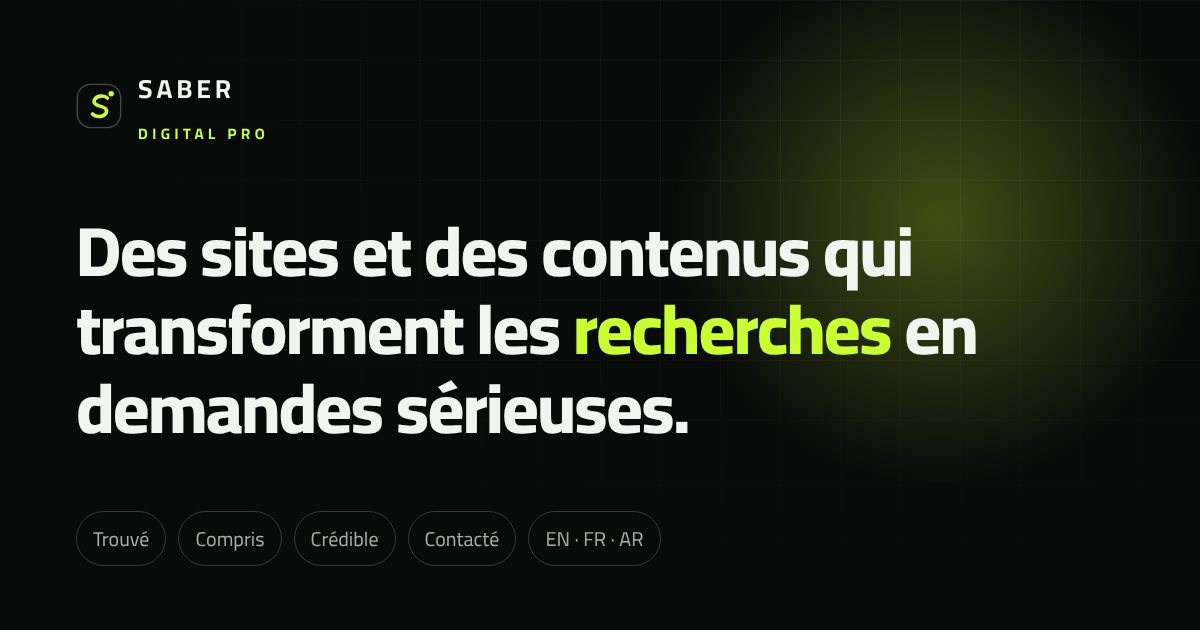 SABER
DIGITAL PRO
Des sites et des contenus qui
transforment les recherches en
demandes sérieuses.
Trouvé
Compris
Crédible
Contacté
EN · FR · AR